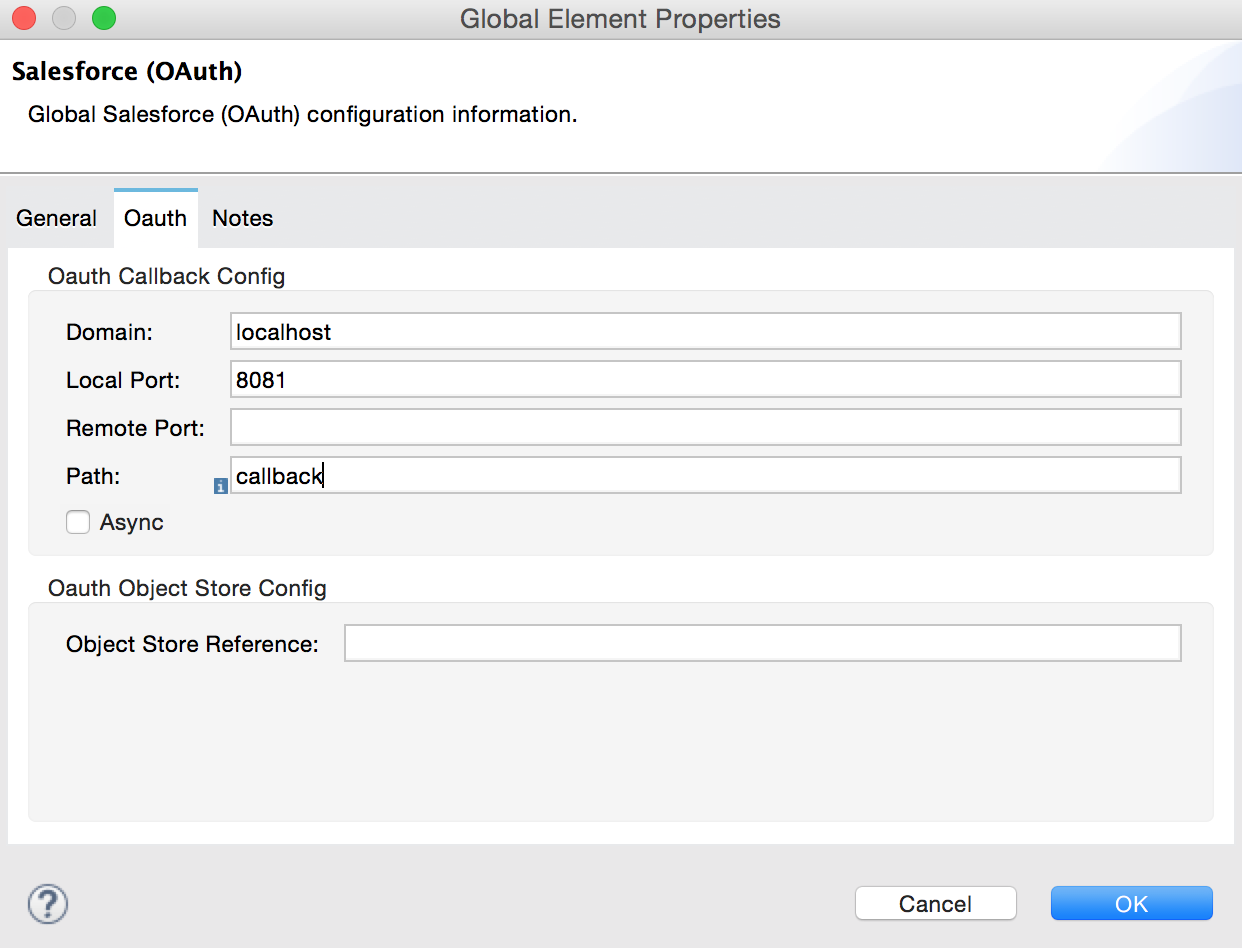 Global Element Properties
Salesforce (OAuth)
Global Salesforce (OAuth) configuration information.
General Oauth Notes
Oauth Callback Config
Domain: localhost
Local Port: 8081
Remote Port:
Path: i callback
Async
Oauth Object Store Config
Object Store Reference:
? Cancel OK